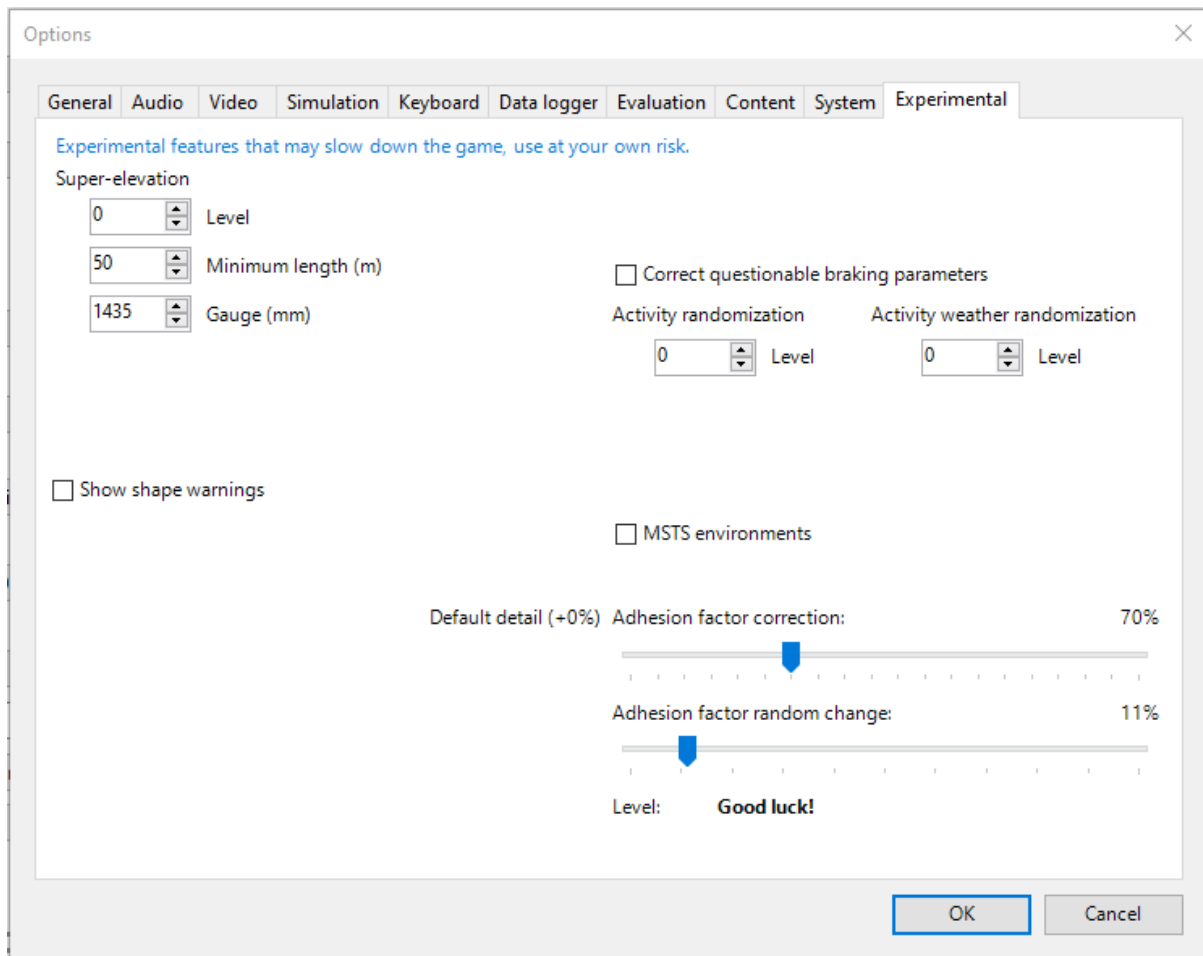 Options
General Audio Video Simulation Keyboard Data logger Evaluation Content System Experimental
Experimental features that may slow down the game, use at your own risk.
Super-elevation
0 Level
50 Minimum length (m)
1435 Gauge (mm)
Correct questionable braking parameters
Activity randomization Activity weather randomization
0 Level 0 Level
Show shape warnings
MSTS environments
Default detail (+0%) Adhesion factor correction: 70%
Adhesion factor random change: 11%
Level: Good luck!
OK Cancel